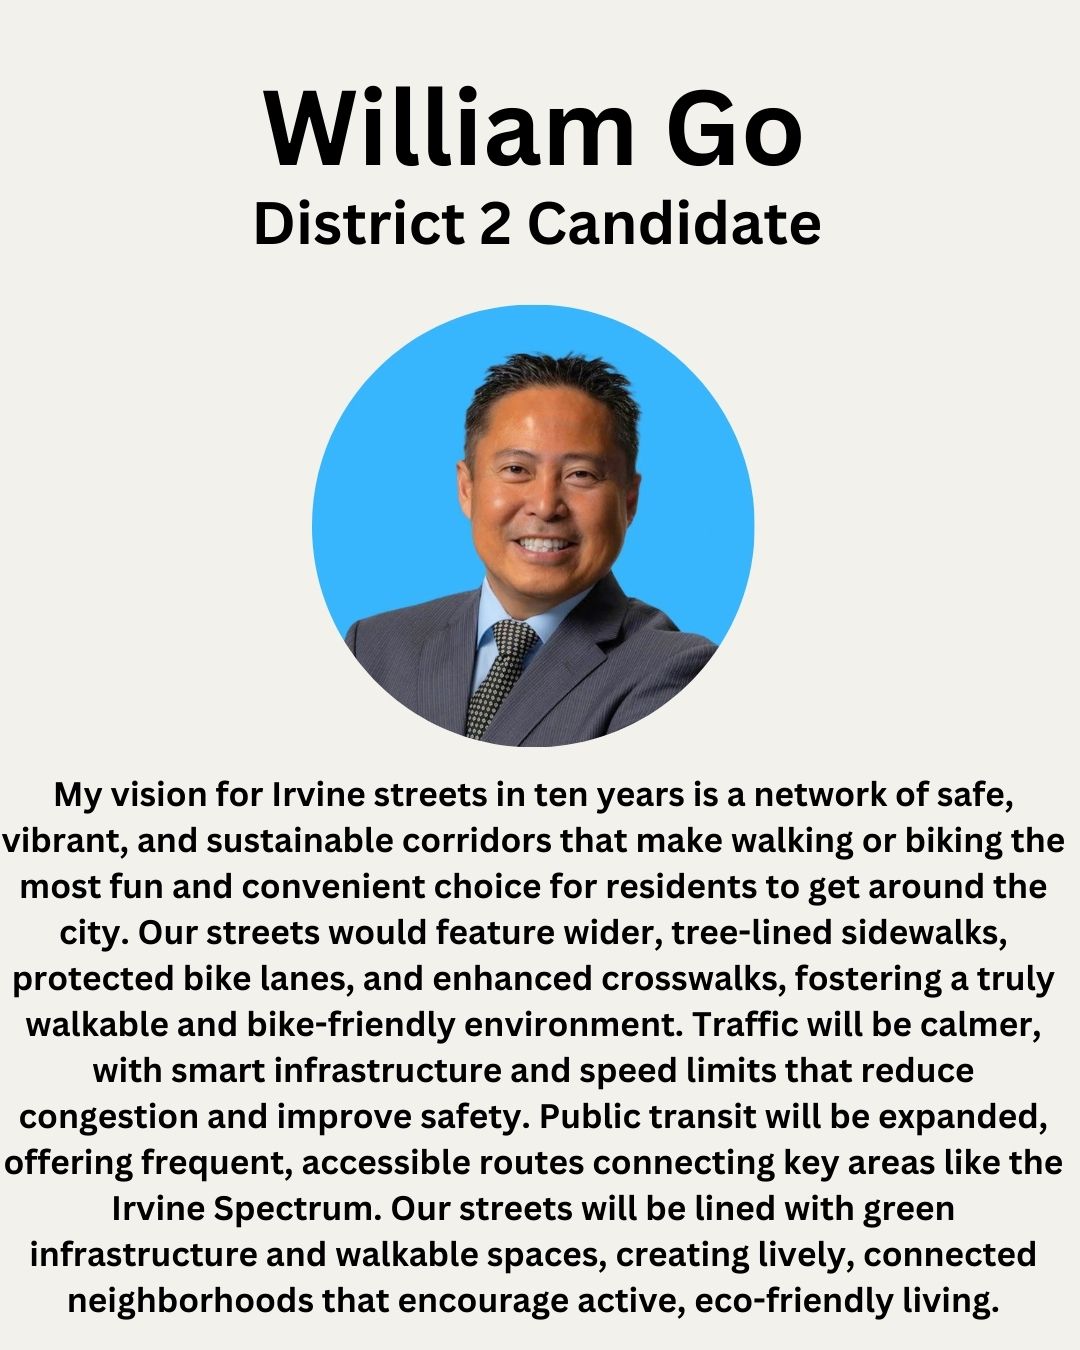 William Go
District 2 Candidate
My vision for Irvine streets in ten years is a network of safe,
vibrant, and sustainable corridors that make walking or biking the
most fun and convenient choice for residents to get around the
city. Our streets would feature wider, tree-lined sidewalks,
protected bike lanes, and enhanced crosswalks, fostering a truly
walkable and bike-friendly environment. Traffic will be calmer,
with smart infrastructure and speed limits that reduce
congestion and improve safety. Public transit will be expanded,
offering frequent, accessible routes connecting key areas like the
Irvine Spectrum. Our streets will be lined with green
infrastructure and walkable spaces, creating lively, connected
neighborhoods that encourage active, eco-friendly living.